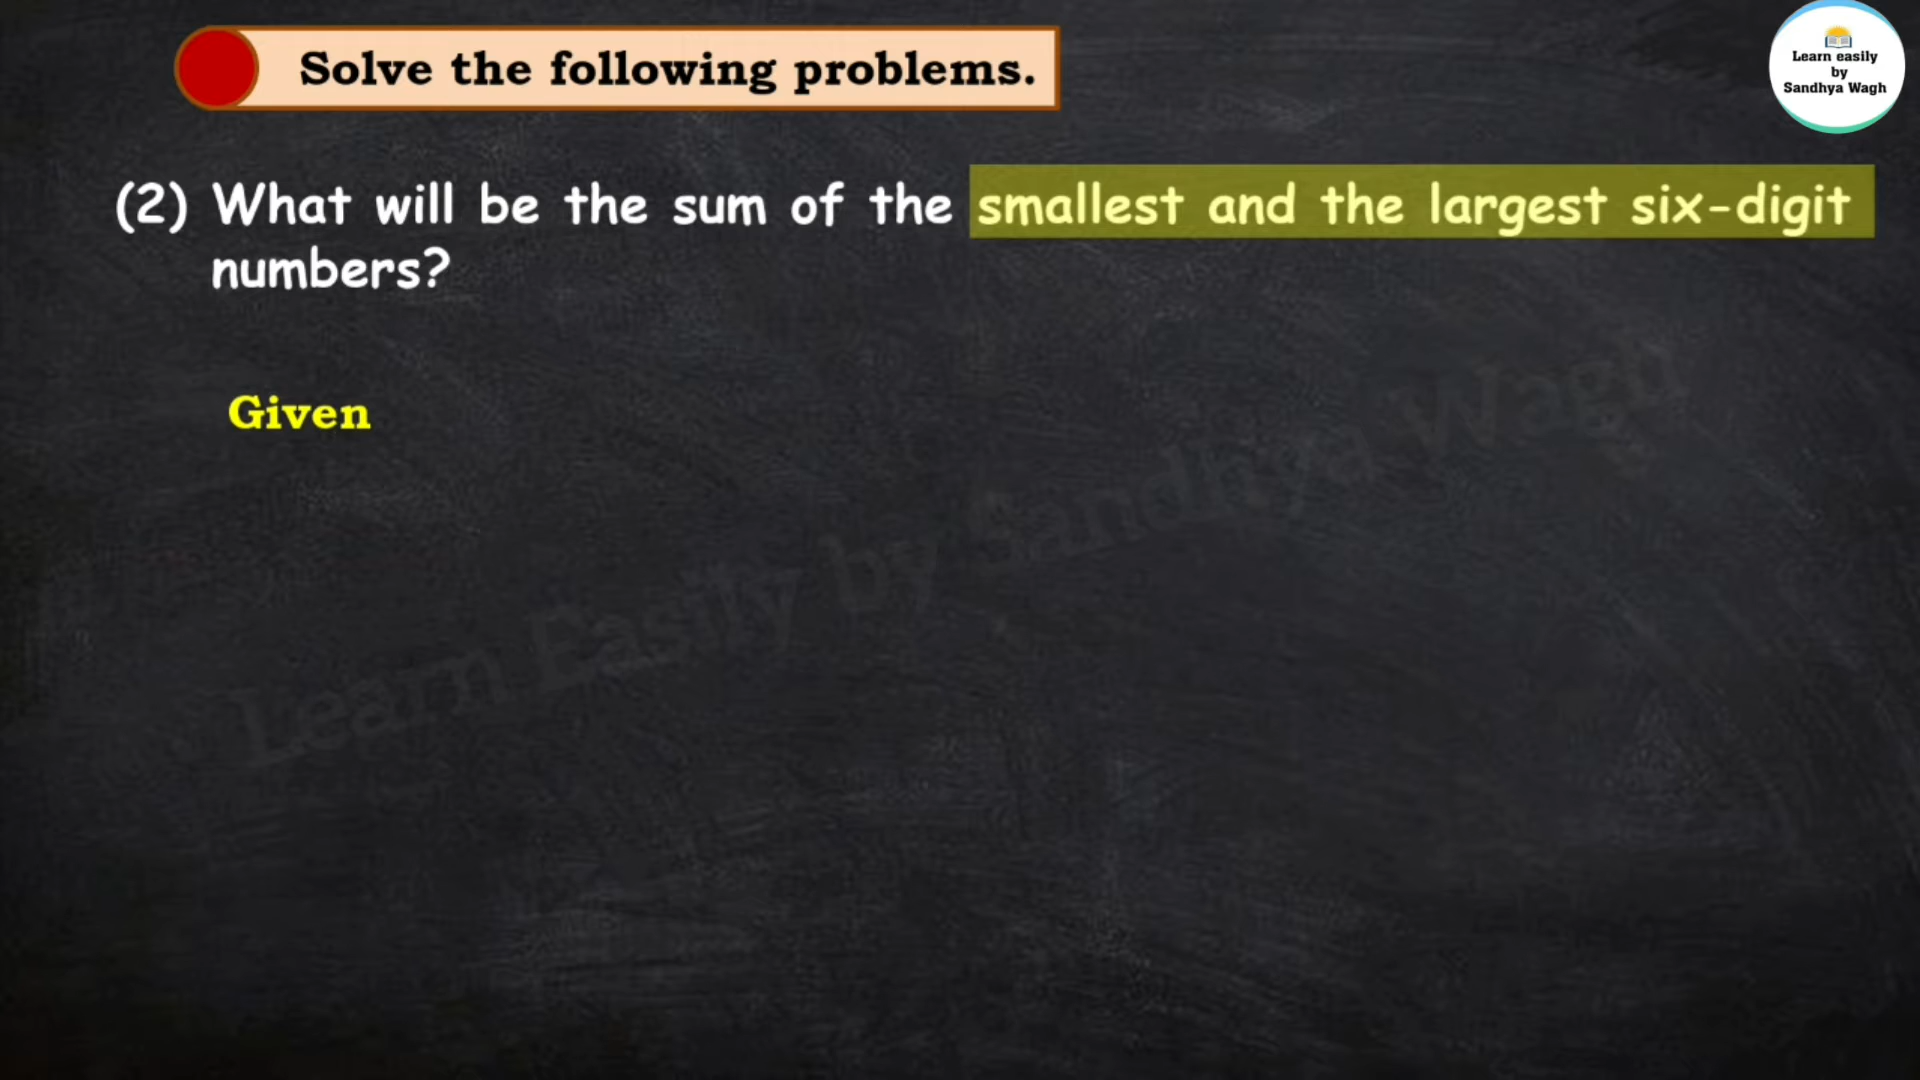 Solve the following problems.
Learn easily
by
Sandhya Wagh
(2) What will be the sum of the smallest and the largest six-digit
numbers?
Given
Learn Easily by Sandhya Wagh